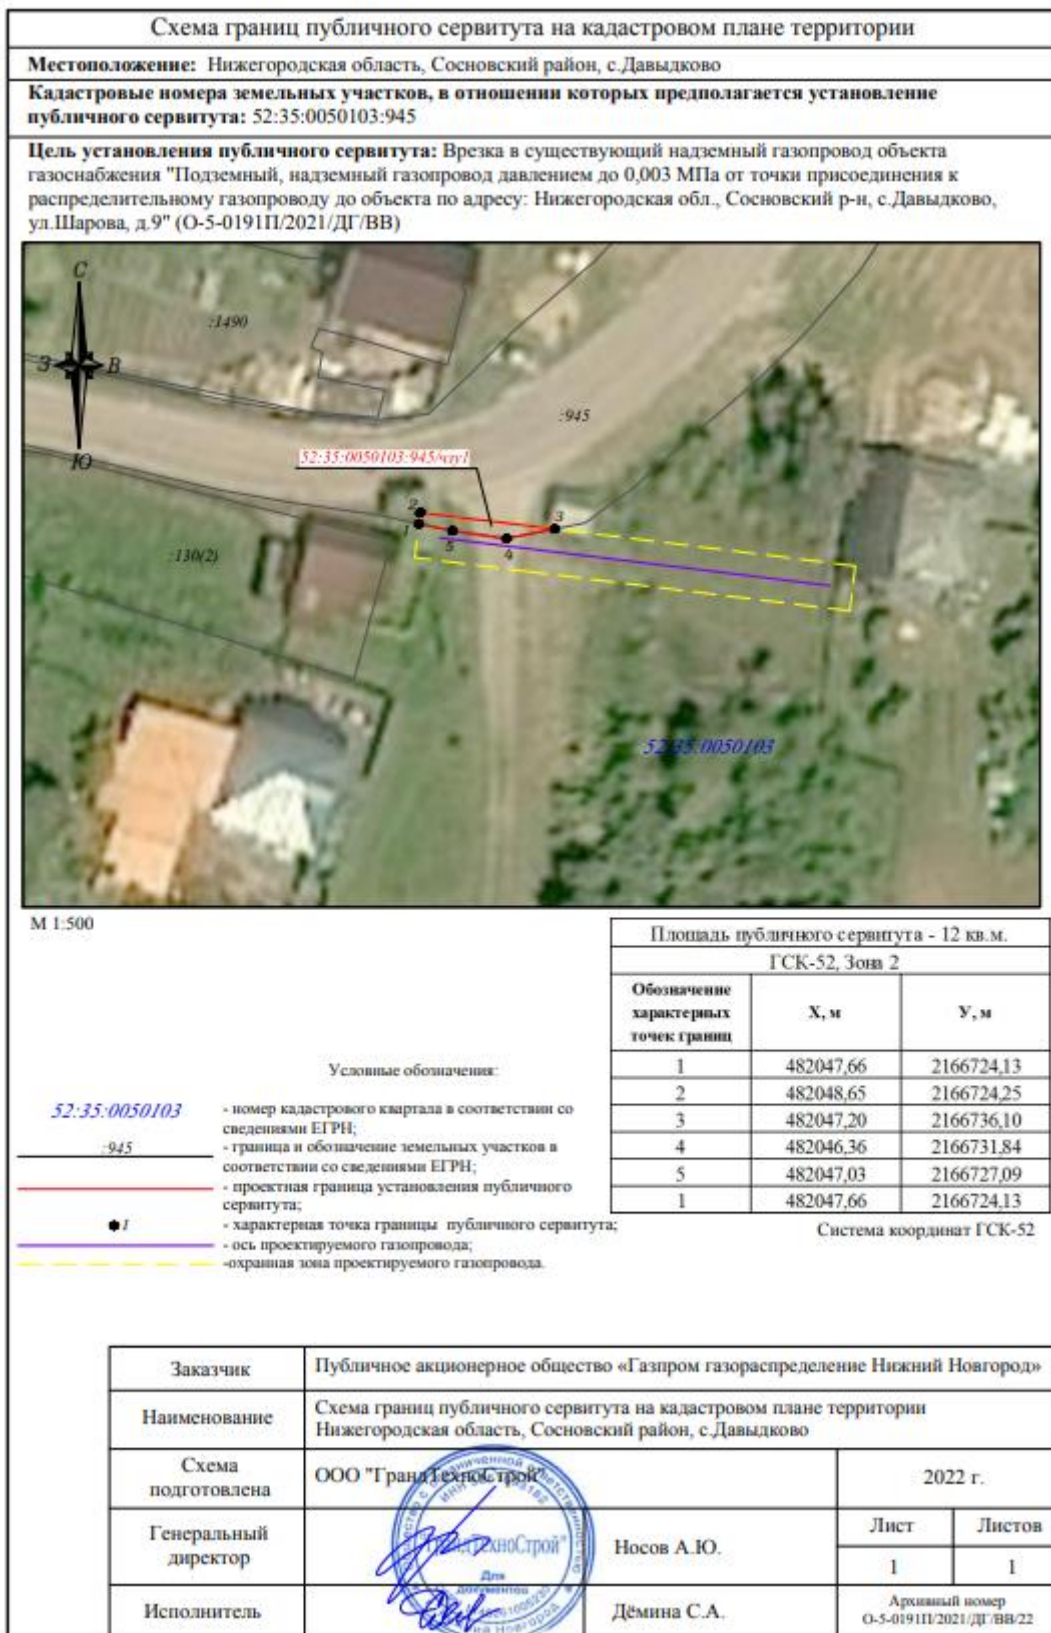 Схема границ публичного сервитута на кадастровом плане территории
Местоположение: Нижегородская область, Сосновский район, с.Давыдково
Кадастровые номера земельных участков, в отношении которых предполагается установление
публичного сервитута: 52:35:0050103:945
Цель установления публичного сервитута: Врезка в существующий надземный газопровод объекта
газоснабжения "Подземный, надземный газопровод давлением до 0,003 МПа от точки присоединения к
распределительному газопроводу до объекта по адресу: Нижегородская обл., Сосновский р-н, с.Давыдково,
ул.Шарова, д.9" (О-5-0191П/2021/ДГ/ВВ)
С
:1490
З
В
:945
Ю
52:35:0050103:945/чзу1
2
3
1
5
4
:130(2)
52:35:0050103
М 1:500
Площадь публичного сервитута - 12 кв.м.
ГСК-52, Зона 2
Обозначение
характерных
точек границ
Х, м
У, м
1 482047,66 2166724,13
2 482048,65 2166724,25
3 482047,20 2166736,10
4 482046,36 2166731,84
5 482047,03 2166727,09
1 482047,66 2166724,13
Система координат ГСК-52
Условные обозначения:
52:35:0050103 - номер кадастрового квартала в соответствии со
сведениями ЕГРН;
:945 - граница и обозначение земельных участков в
соответствии со сведениями ЕГРН;
- проектная граница установления публичного
сервитута;
1 - характерная точка границы публичного сервитута;
- ось проектируемого газопровода;
-охранная зона проектируемого газопровода.
Заказчик Публичное акционерное общество «Газпром газораспределение Нижний Новгород»
Наименование
Схема границ публичного сервитута на кадастровом плане территории
Нижегородская область, Сосновский район, с.Давыдково
Схема
подготовлена
ООО "ГрандТехноСтрой"
2022 г.
Генеральный
директор
Носов А.Ю.
Лист Листов
1 1
Исполнитель
Дёмина С.А.
Архивный номер
О-5-0191П/2021/ДГ/ВВ/22
ГрандТехноСтрой"
Для
документов